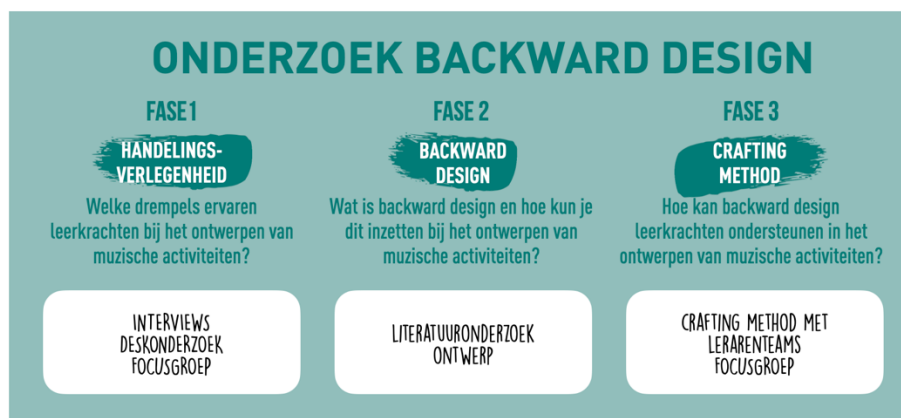 ONDERZOEK BACKWARD DESIGN
FASE1
HANDELINGS-
VERLEGENHEID
Welke drempels ervaren
leerkrachten bij het ontwerpen van
muzische activiteiten?
INTERVIEWS
DESKONDERZOEK
FOCUSGROEP
FASE 2
BACKWARD
DESIGN
Wat is backward design en hoe kun je
dit inzetten bij het ontwerpen van
muzische activiteiten?
LITERATUURONDERZOEK
ONTWERP
FASE 3
CRAFTING
METHOD
Hoe kan backward design
leerkrachten ondersteunen in het
ontwerpen van muzische activiteiten?
CRAFTING METHOD MET
LERARENTEAMS
FOCUSGROEP